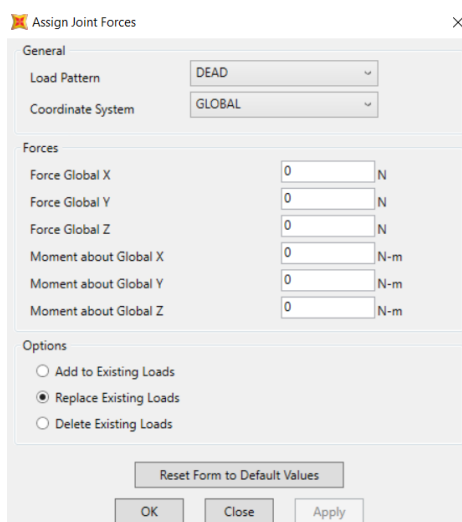 Assign Joint Forces
General
Load Pattern DEAD
Coordinate System GLOBAL
Forces
Force Global X 0 N
Force Global Y 0 N
Force Global Z 0 N
Moment about Global X 0 N-m
Moment about Global Y 0 N-m
Moment about Global Z 0 N-m
Options
Add to Existing Loads
Replace Existing Loads
Delete Existing Loads
Reset Form to Default Values
OK Close Apply